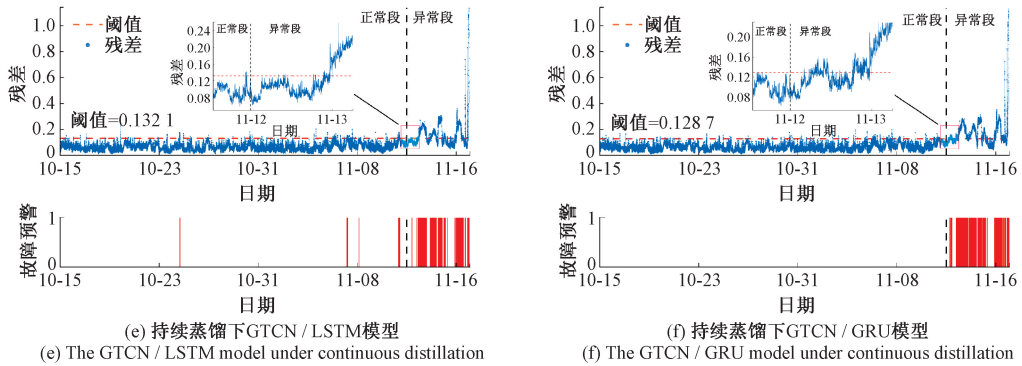 正常段 异常段
1.0
0.8
0.6
0.4
0.2
0
残差
阈值
残差
阈值=0.132 1
正常段 异常段
0.24
0.20
0.16
0.12
0.08
残差
11-12 11-13
日期
10-15 10-23 10-31 11-08 11-16
日期
故障预警
1
0
10-15 10-23 10-31 11-08 11-16
日期
(e) 持续蒸馏下GTCN / LSTM模型
(e) The GTCN / LSTM model under continuous distillation
正常段 异常段
1.0
0.8
0.6
0.4
0.2
0
残差
阈值
残差
阈值=0.128 7
正常段 异常段
0.20
0.16
0.12
0.08
残差
11-12 11-13
日期
10-15 10-23 10-31 11-08 11-16
日期
故障预警
1
0
10-15 10-23 10-31 11-08 11-16
日期
(f) 持续蒸馏下GTCN / GRU模型
(f) The GTCN / GRU model under continuous distillation